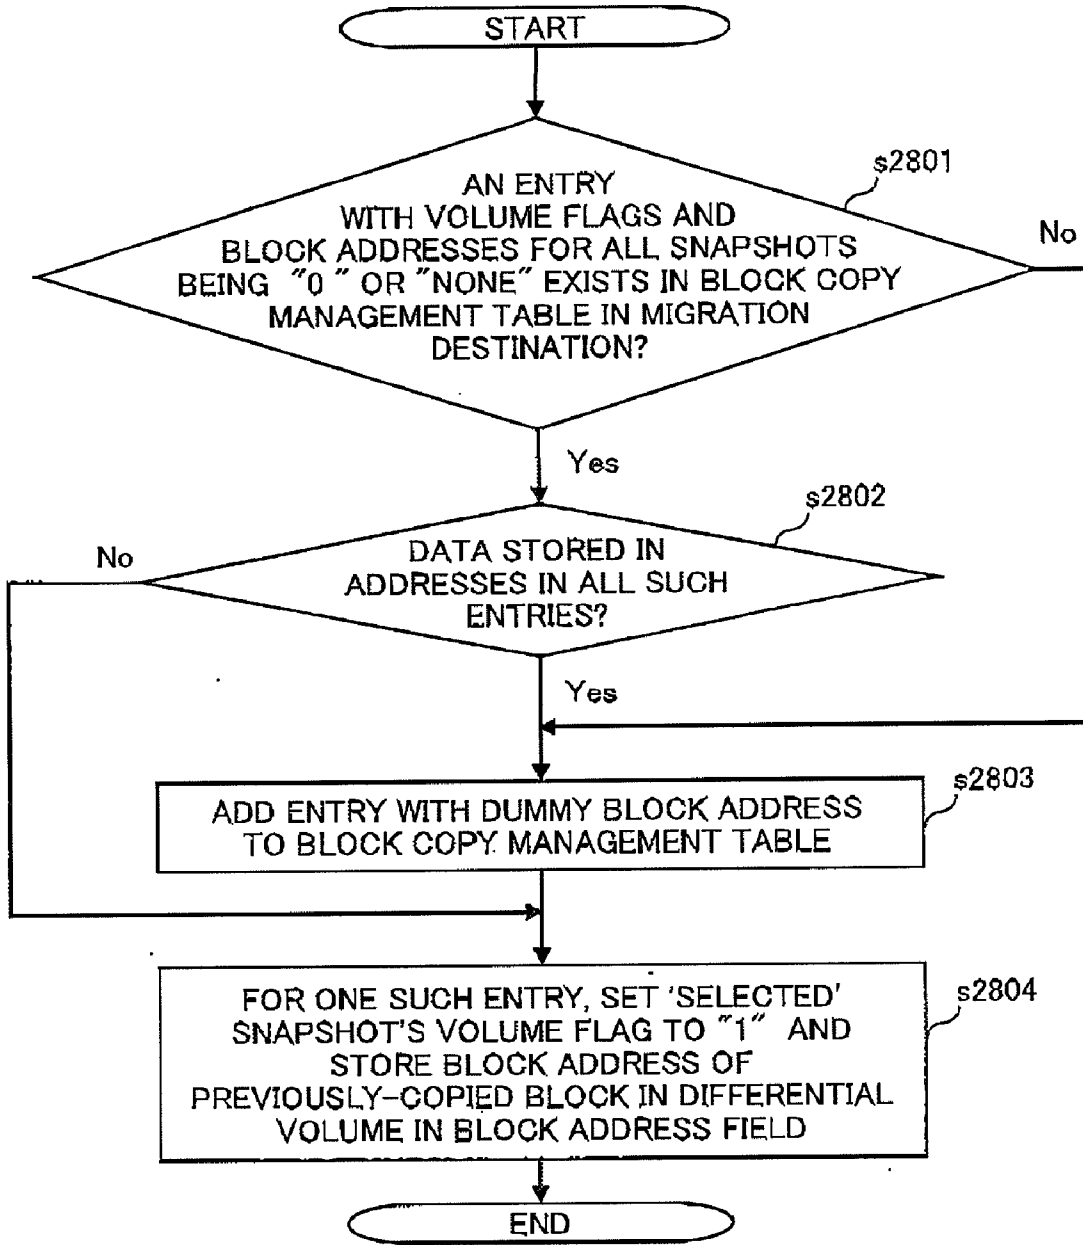 START
s2801
AN ENTRY
WITH VOLUME FLAGS AND
BLOCK ADDRESSES FOR ALL SNAPSHOTS
BEING "0 " OR "NONE" EXISTS IN BLOCK COPY
MANAGEMENT TABLE IN MIGRATION
DESTINATION?
No
Yes
s2802
DATA STORED IN
ADDRESSES IN ALL SUCH
ENTRIES?
No
Yes
s2803
ADD ENTRY WITH DUMMY BLOCK ADDRESS
TO BLOCK COPY MANAGEMENT TABLE
s2804
FOR ONE SUCH ENTRY, SET 'SELECTED'
SNAPSHOT'S VOLUME FLAG TO "1" AND
STORE BLOCK ADDRESS OF
PREVIOUSLY-COPIED BLOCK IN DIFFERENTIAL
VOLUME IN BLOCK ADDRESS FIELD
END